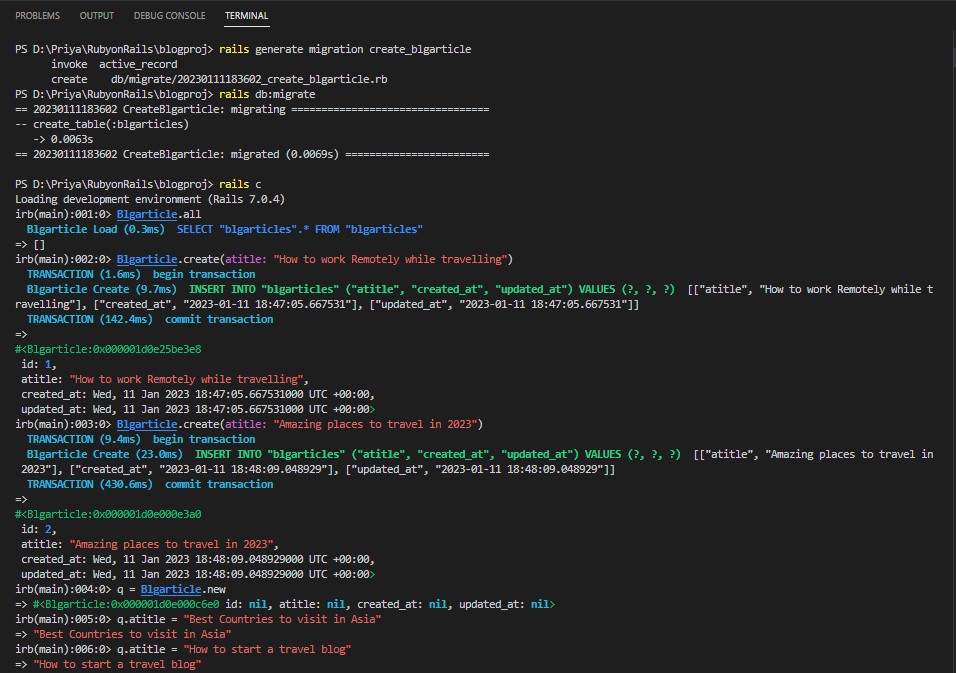 PROBLEMS OUTPUT DEBUG CONSOLE TERMINAL
PS D:\Priya\RubyonRails\blogproj> rails generate migration create_blgarticle
      invoke  active_record
      create    db/migrate/20230111183602_create_blgarticle.rb
PS D:\Priya\RubyonRails\blogproj> rails db:migrate
== 20230111183602 CreateBlgarticle: migrating =================================
-- create_table(:blgarticles)
   -> 0.0063s
== 20230111183602 CreateBlgarticle: migrated (0.0069s) ========================
PS D:\Priya\RubyonRails\blogproj> rails c
Loading development environment (Rails 7.0.4)
irb(main):001:0> Blgarticle.all
  Blgarticle Load (0.3ms)  SELECT "blgarticles".* FROM "blgarticles"
=> []
irb(main):002:0> Blgarticle.create(atitle: "How to work Remotely while travelling")
  TRANSACTION (1.6ms)  begin transaction
  Blgarticle Create (9.7ms)  INSERT INTO "blgarticles" ("atitle", "created_at", "updated_at") VALUES (?, ?, ?)  [["atitle", "How to work Remotely while t
ravelling"], ["created_at", "2023-01-11 18:47:05.667531"], ["updated_at", "2023-01-11 18:47:05.667531"]]
  TRANSACTION (142.4ms)  commit transaction
=>
#<Blgarticle:0x000001d0e25be3e8
 id: 1,
 atitle: "How to work Remotely while travelling",
 created_at: Wed, 11 Jan 2023 18:47:05.667531000 UTC +00:00,
 updated_at: Wed, 11 Jan 2023 18:47:05.667531000 UTC +00:00>
irb(main):003:0> Blgarticle.create(atitle: "Amazing places to travel in 2023")
  TRANSACTION (9.4ms)  begin transaction
  Blgarticle Create (23.0ms)  INSERT INTO "blgarticles" ("atitle", "created_at", "updated_at") VALUES (?, ?, ?)  [["atitle", "Amazing places to travel in
 2023"], ["created_at", "2023-01-11 18:48:09.048929"], ["updated_at", "2023-01-11 18:48:09.048929"]]
  TRANSACTION (430.6ms)  commit transaction
=>
#<Blgarticle:0x000001d0e000e3a0
 id: 2,
 atitle: "Amazing places to travel in 2023",
 created_at: Wed, 11 Jan 2023 18:48:09.048929000 UTC +00:00,
 updated_at: Wed, 11 Jan 2023 18:48:09.048929000 UTC +00:00>
irb(main):004:0> q = Blgarticle.new
=> #<Blgarticle:0x000001d0e000c6e0 id: nil, atitle: nil, created_at: nil, updated_at: nil>
irb(main):005:0> q.atitle = "Best Countries to visit in Asia"
=> "Best Countries to visit in Asia"
irb(main):006:0> q.atitle = "How to start a travel blog"
=> "How to start a travel blog"